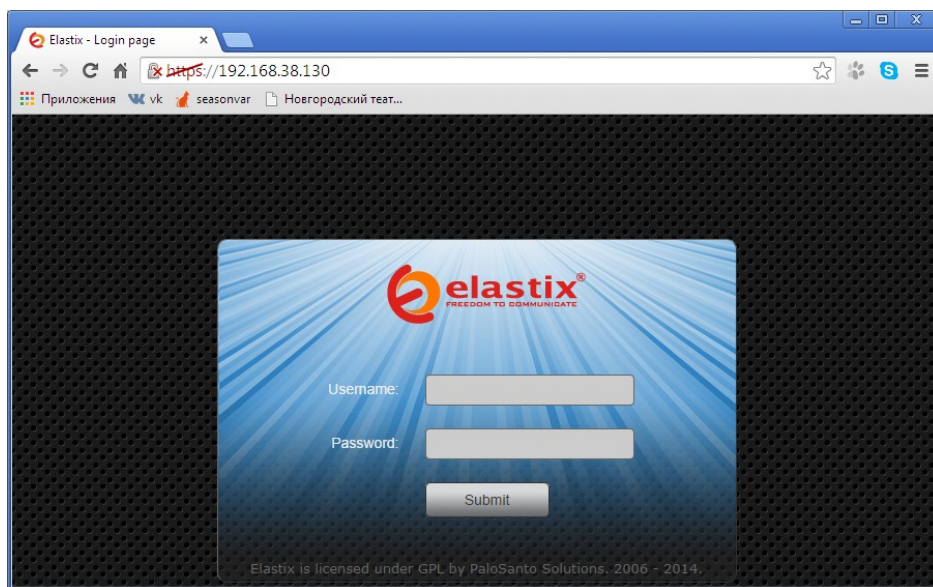 Elastix - Login page
https://192.168.38.130
Приложения vk seasonvar Новгородский теат...
elastix®
FREEDOM TO COMMUNICATE
Username:
Password:
Submit
Elastix is licensed under GPL by PaloSanto Solutions. 2006 - 2014.